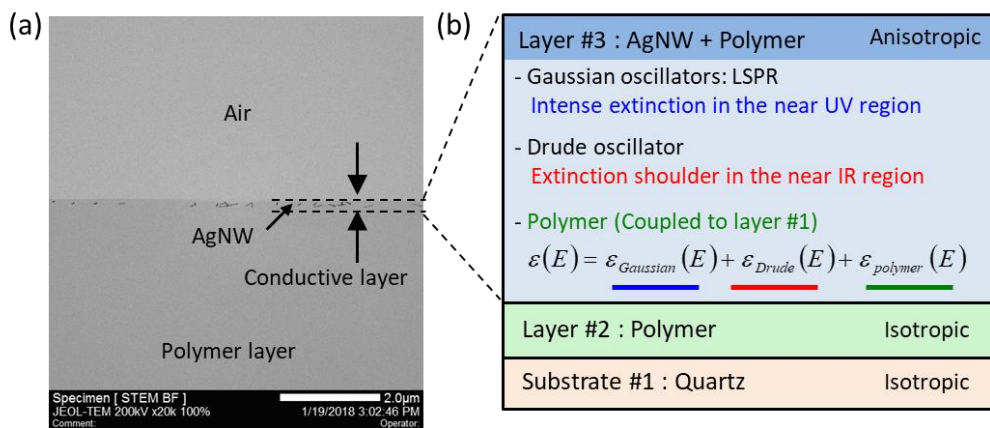 (a)
Air
AgNW
Conductive layer
Polymer layer
Specimen [ STEM BF ]
2.0μm
JEOL-TEM 200kV x20k 100%
1/19/2018 3:02:46 PM
Comment:
Operator:
(b)
Layer #3 : AgNW + Polymer
Anisotropic
- Gaussian oscillators: LSPR
Intense extinction in the near UV region
- Drude oscillator
Extinction shoulder in the near IR region
- Polymer (Coupled to layer #1)
ε(E) = ε_Gaussian(E) + ε_Drude(E) + ε_polymer(E)
Layer #2 : Polymer
Isotropic
Substrate #1 : Quartz
Isotropic